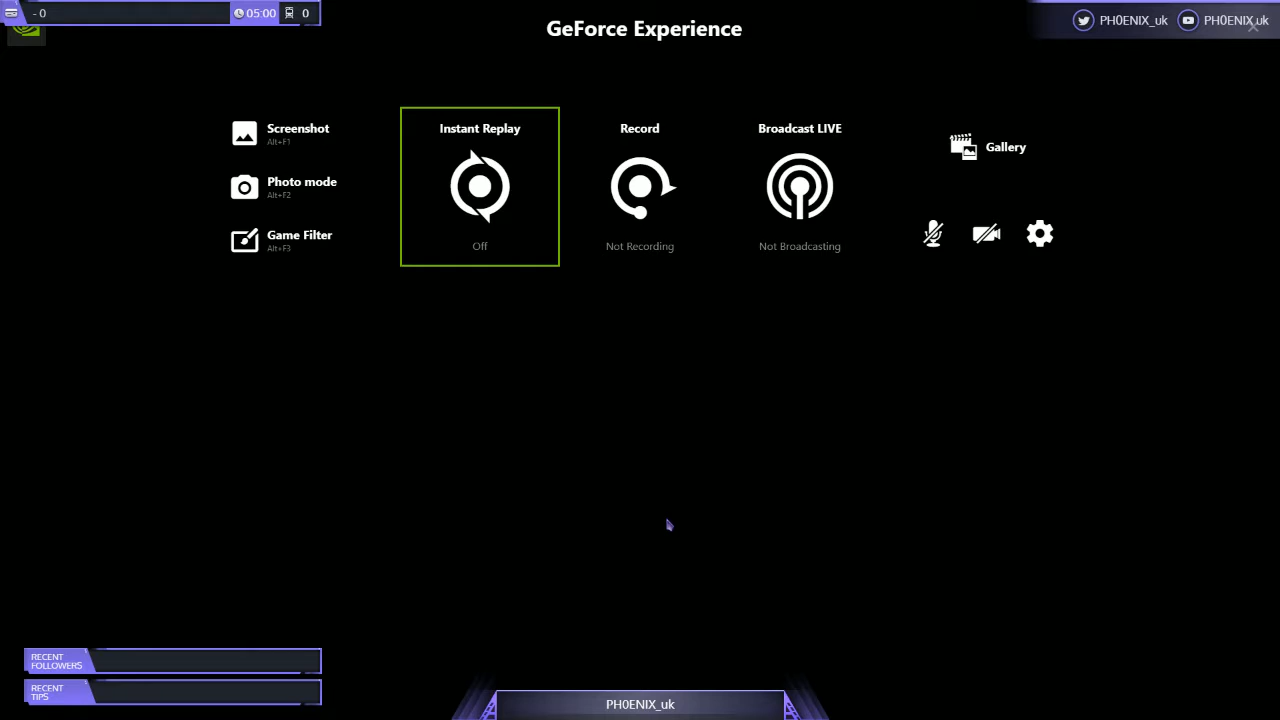 - 0
05:00
0
GeForce Experience
PH0ENIX_uk
PH0ENIX_uk
Screenshot
Alt+F1
Photo mode
Alt+F2
Game Filter
Alt+F3
Instant Replay
Off
Record
Not Recording
Broadcast LIVE
Not Broadcasting
Gallery
RECENT
FOLLOWERS
RECENT
TIPS
PH0ENIX_uk